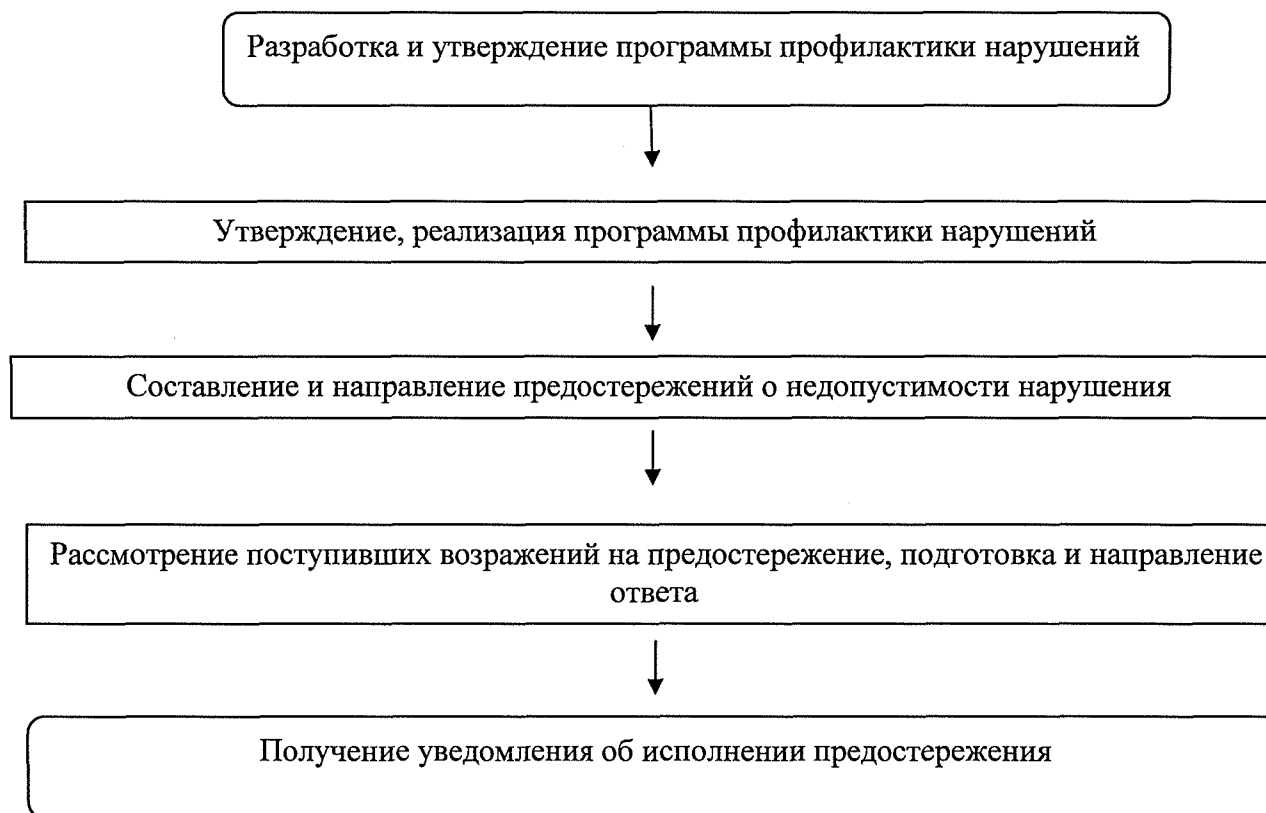 Разработка и утверждение программы профилактики нарушений
Утверждение, реализация программы профилактики нарушений
Составление и направление предостережений о недопустимости нарушения
Рассмотрение поступивших возражений на предостережение, подготовка и направление
ответа
Получение уведомления об исполнении предостережения